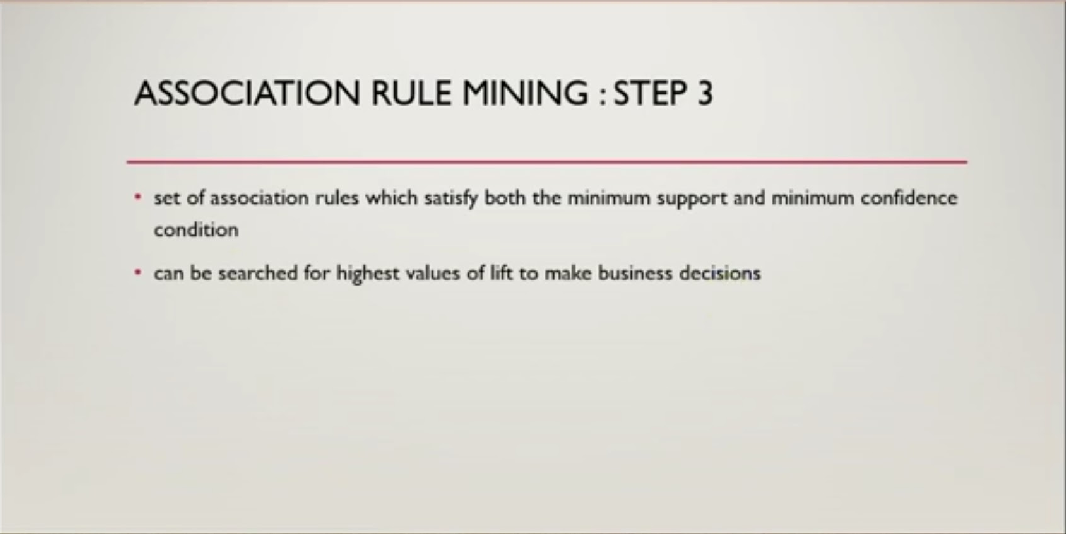 ASSOCIATION RULE MINING : STEP 3
• set of association rules which satisfy both the minimum support and minimum confidence
condition
• can be searched for highest values of lift to make business decisions